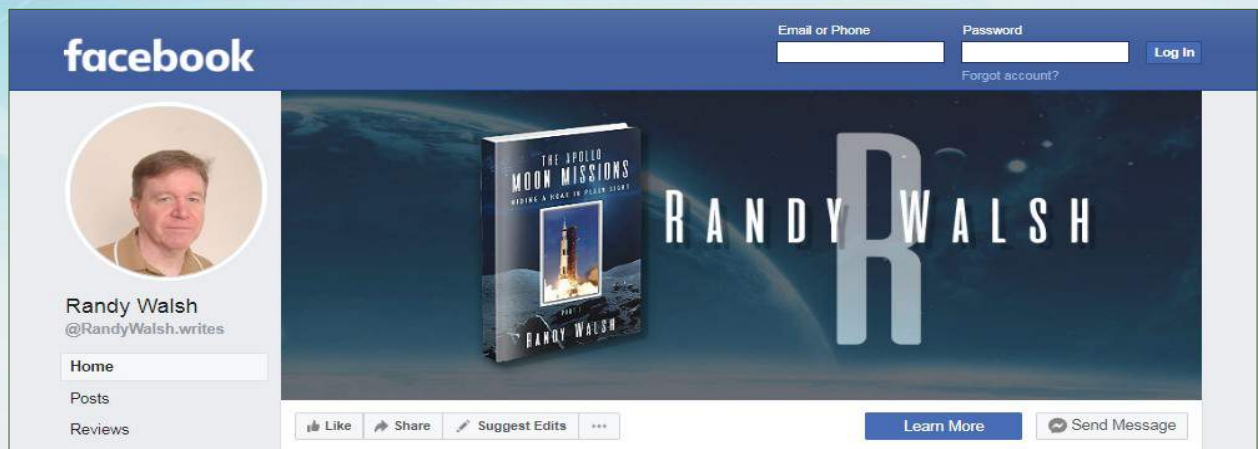 facebook
Email or Phone
Password
Log In
Forgot account?
THE APOLLO
MOON MISSIONS
HIDING A HOAX IN PLAIN SIGHT
PART I
RANDY WALSH
R
RANDY WALSH
Randy Walsh
@RandyWalsh.writes
Home
Posts
Reviews
Like
Share
Suggest Edits
Learn More
Send Message